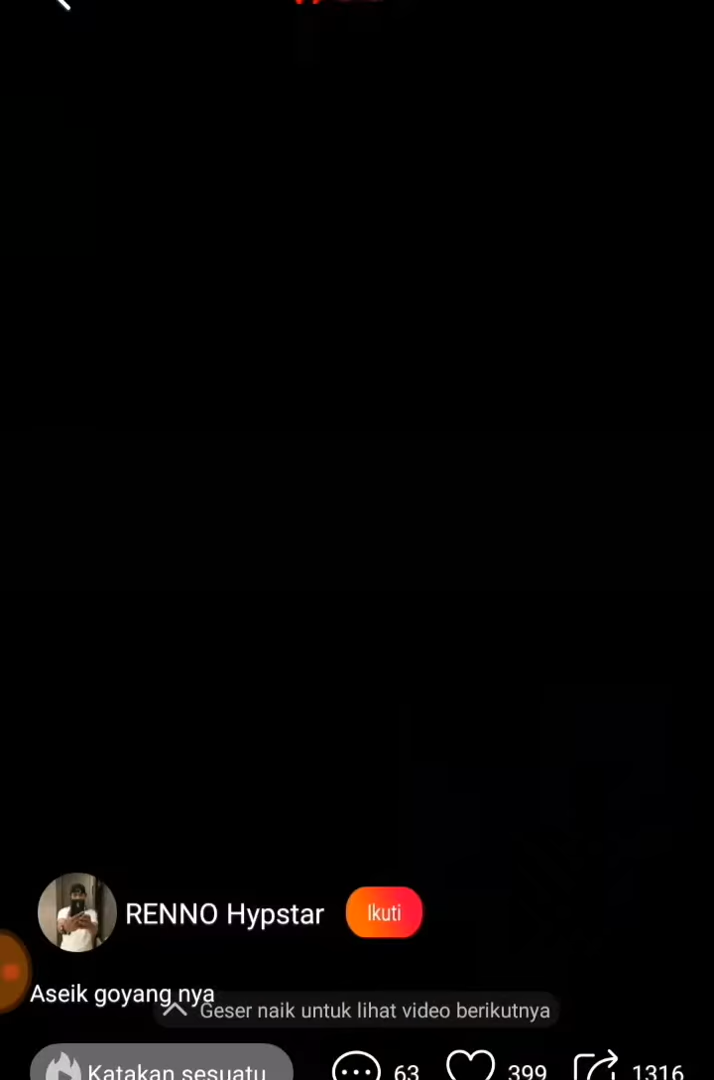 RENNO Hypstar
Ikuti
Aseik goyang nya
Geser naik untuk lihat video berikutnya
Katakan sesuatu
63
399
1316